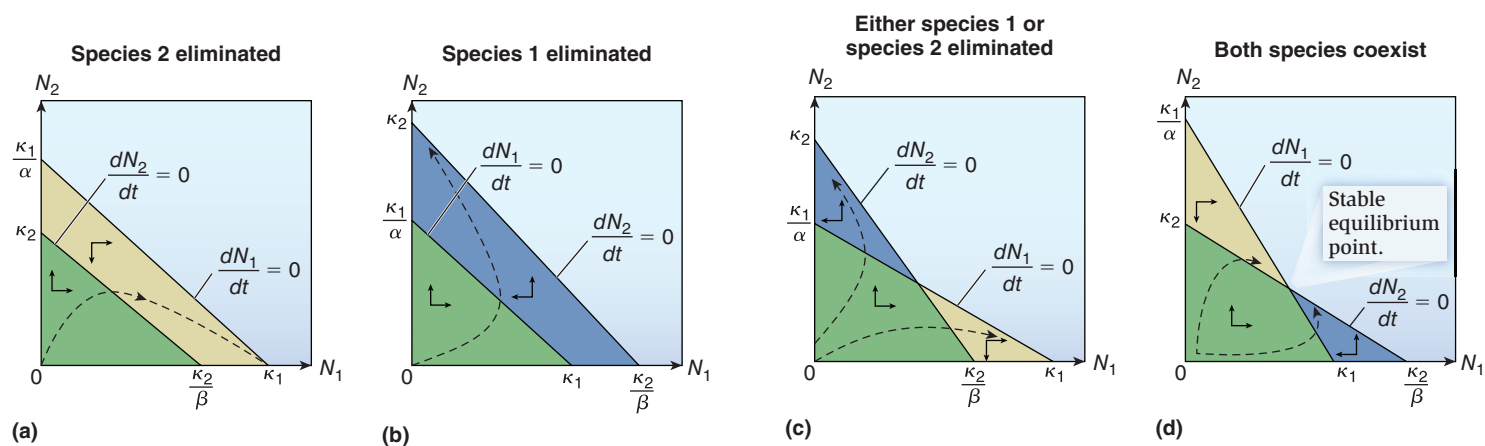 Species 2 eliminated
N2
κ1
α
dN2
dt
= 0
κ2
dN1
dt
= 0
0
κ2
β
κ1
N1
(a)
Species 1 eliminated
N2
κ2
dN1
dt
= 0
κ1
α
dN2
dt
= 0
0
κ1
κ2
β
N1
(b)
Either species 1 or
species 2 eliminated
N2
κ2
dN2
dt
= 0
κ1
α
dN1
dt
= 0
0
κ2
β
κ1
N1
(c)
Both species coexist
N2
κ1
α
dN1
dt
= 0
Stable
equilibrium
point.
κ2
dN2
dt
= 0
0
κ1
κ2
β
N1
(d)